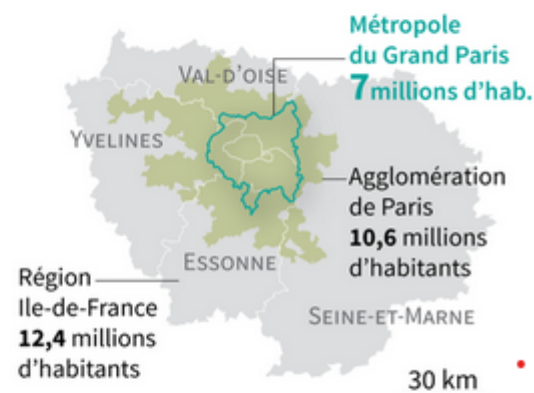 Métropole
du Grand Paris
7 millions d'hab.
VAL-D'OISE
YVELINES
Agglomération
de Paris
10,6 millions
d'habitants
ESSONNE
Région
Ile-de-France
12,4 millions
d'habitants
SEINE-ET-MARNE
30 km